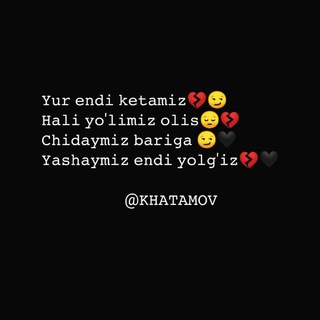 Yur endi ketamiz💔😏
Hali yo'limiz olis😔💔
Chidaymiz bariga 😏🖤
Yashaymiz endi yolg'iz💔🖤
@KHATAMOV